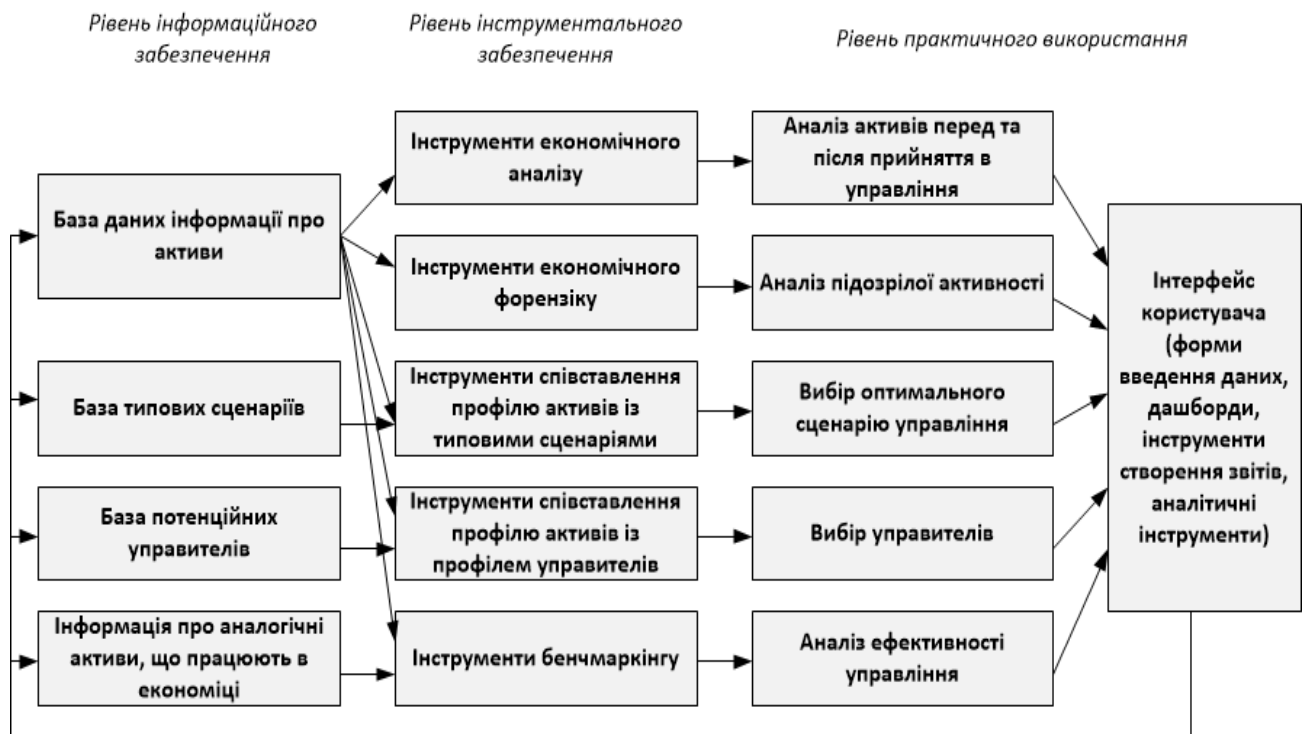 Рівень інформаційного
забезпечення
Рівень інструментального
забезпечення
Рівень практичного використання
База даних інформації про
активи
База типових сценаріїв
База потенційних
управителів
Інформація про аналогічні
активи, що працюють в
економіці
Інструменти економічного
аналізу
Інструменти економічного
форензіку
Інструменти співставлення
профілю активів із
типовими сценаріями
Інструменти співставлення
профілю активів із
профілем управителів
Інструменти бенчмаркінгу
Аналіз активів перед та
після прийняття в
управління
Аналіз підозрілої активності
Вибір оптимального
сценарію управління
Вибір управителів
Аналіз ефективності
управління
Інтерфейс
користувача
(форми
введення даних,
дашборди,
інструменти
створення звітів,
аналітичні
інструменти)